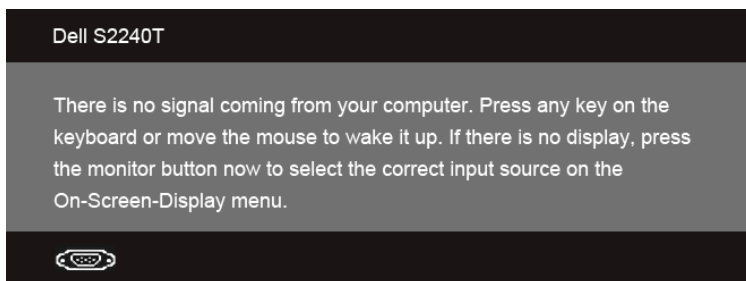 Dell S2240T
There is no signal coming from your computer. Press any key on the
keyboard or move the mouse to wake it up. If there is no display, press
the monitor button now to select the correct input source on the
On-Screen-Display menu.